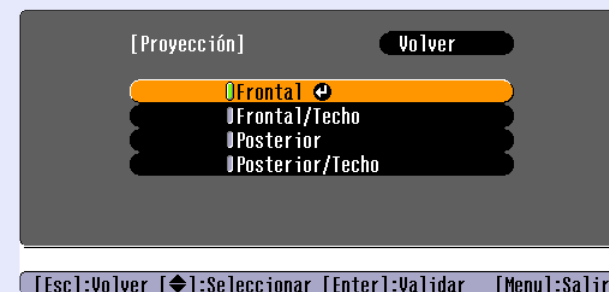 [Proyección] Volver
Frontal
Frontal/Techo
Posterior
Posterior/Techo
[Esc]:Volver [◆]:Seleccionar [Enter]:Validar [Menu]:Salir